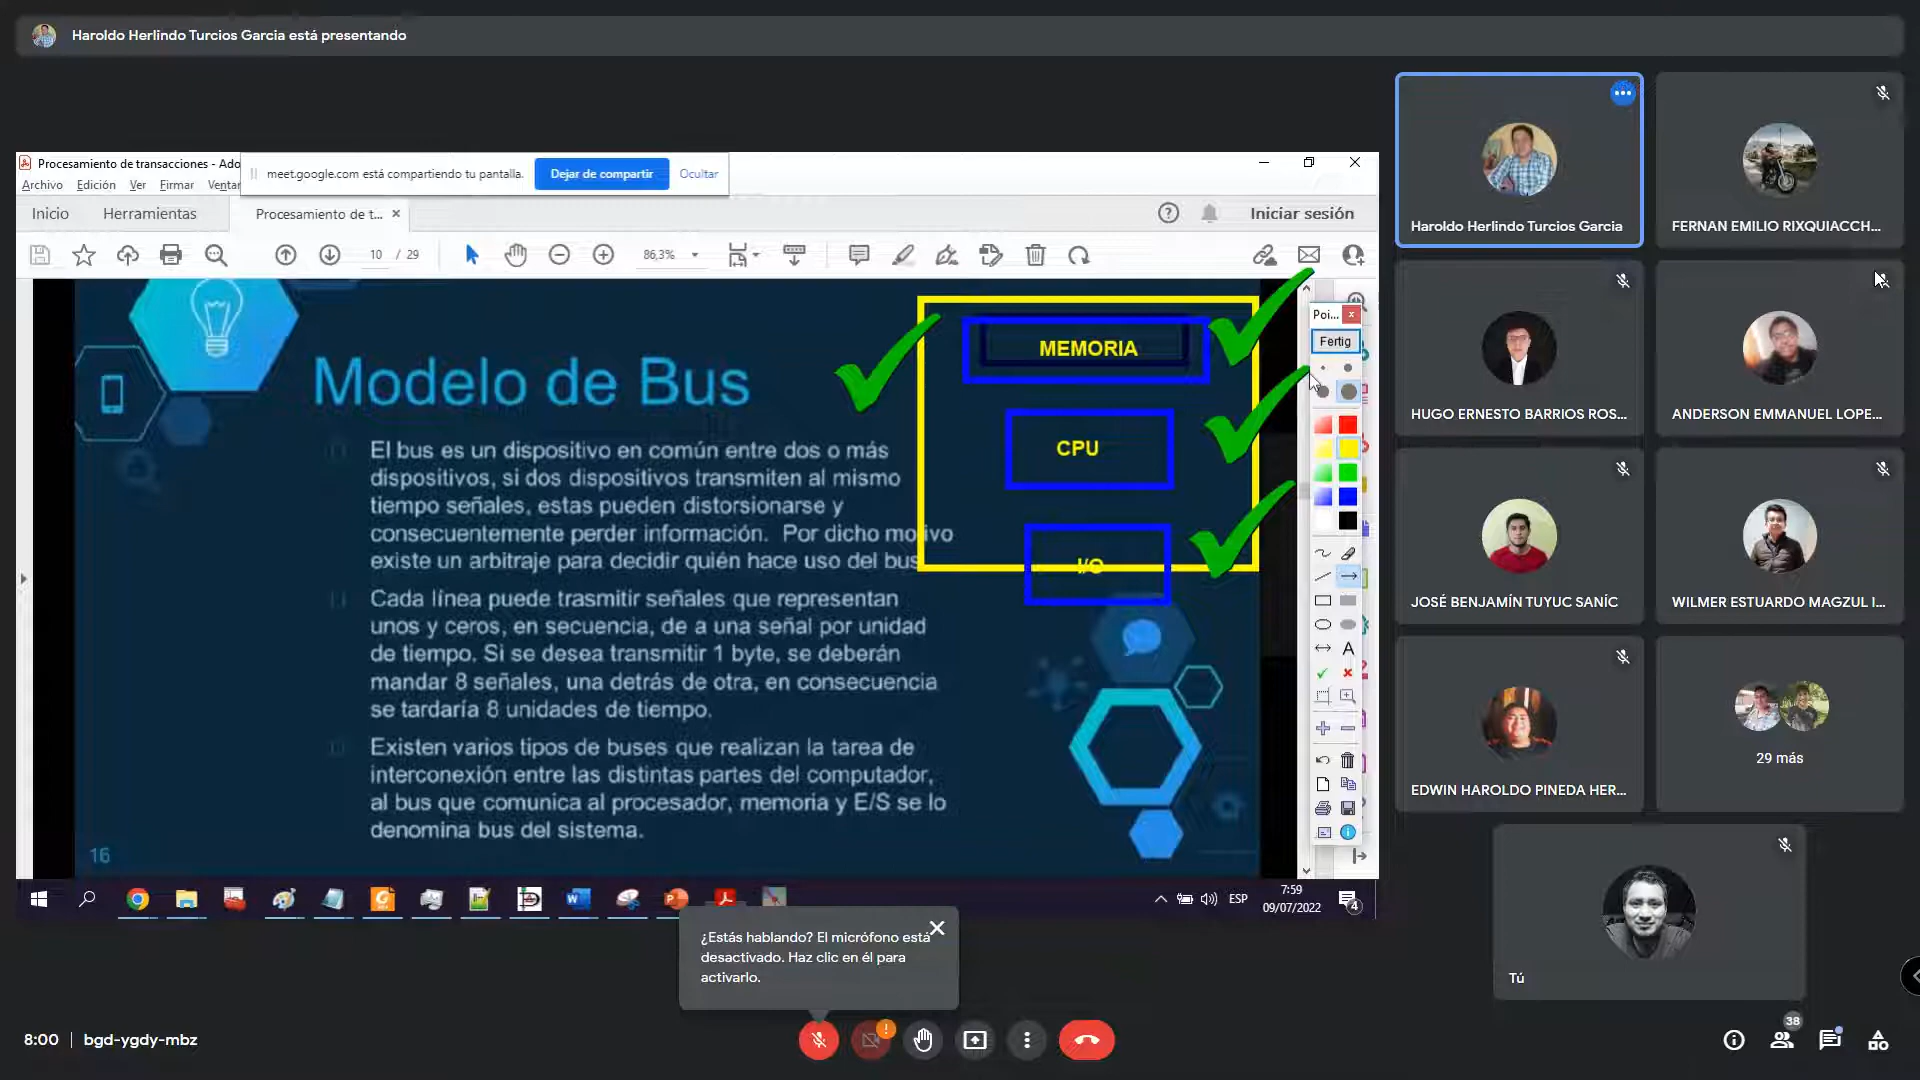 Haroldo Herlindo Turcios Garcia está presentando
Procesamiento de transacciones - Ado
meet.google.com está compartiendo tu pantalla.
Dejar de compartir
Ocultar
Archivo Edición Ver Firmar Ventan
Inicio Herramientas Procesamiento de t... × Iniciar sesión
10 / 29 86,3%
Modelo de Bus
El bus es un dispositivo en común entre dos o más
dispositivos, si dos dispositivos transmiten al mismo
tiempo señales, estas pueden distorsionarse y
consecuentemente perder información. Por dicho motivo
existe un arbitraje para decidir quién hace uso del bus
Cada línea puede trasmitir señales que representan
unos y ceros, en secuencia, de a una señal por unidad
de tiempo. Si se desea transmitir 1 byte, se deberán
mandar 8 señales, una detrás de otra, en consecuencia
se tardaría 8 unidades de tiempo.
Existen varios tipos de buses que realizan la tarea de
interconexión entre las distintas partes del computador,
al bus que comunica al procesador, memoria y E/S se lo
denomina bus del sistema.
16
MEMORIA
CPU
I/O
Poi...
Fertig
A
ESP
7:59
09/07/2022
4
Haroldo Herlindo Turcios Garcia
FERNAN EMILIO RIXQUIACCH...
HUGO ERNESTO BARRIOS ROS...
ANDERSON EMMANUEL LOPE...
JOSÉ BENJAMÍN TUYUC SANÍC
WILMER ESTUARDO MAGZUL I...
EDWIN HAROLDO PINEDA HER...
29 más
Tú
¿Estás hablando? El micrófono está
desactivado. Haz clic en él para
activarlo.
8:00 | bgd-ygdy-mbz
38